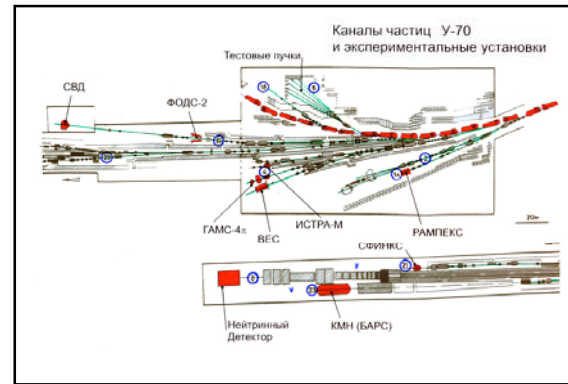 Каналы частиц У-70
и экспериментальные установки
Тестовые пучки
СВД
ФОДС-2
ГАМС-4π
ВЕС
ИСТРА-М
РАМПЕКС
20м
СФИНКС
Нейтринный
Детектор
КМН (БАРС)